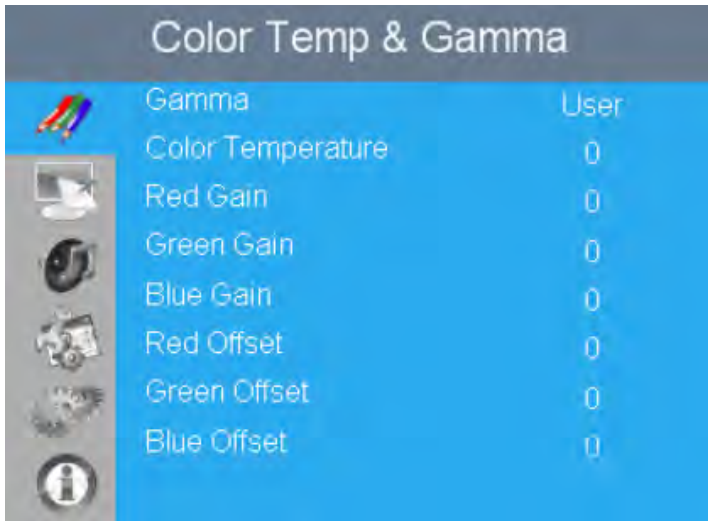 Color Temp & Gamma
Gamma User
Color Temperature 0
Red Gain 0
Green Gain 0
Blue Gain 0
Red Offset 0
Green Offset 0
Blue Offset 0